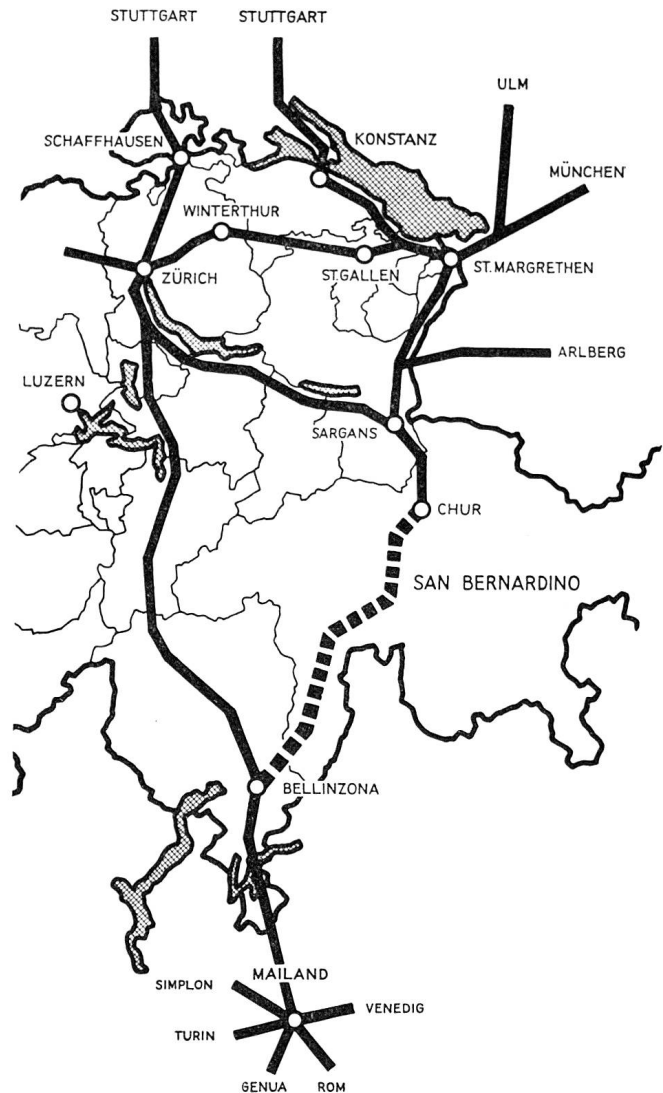 STUTTGART
STUTTGART
ULM
SCHAFFHAUSEN
KONSTANZ
MÜNCHEN
WINTERTHUR
ZÜRICH
ST.GALLEN
ST.MARGRETHEN
ARLBERG
LUZERN
SARGANS
CHUR
SAN BERNARDINO
BELLINZONA
MAILAND
SIMPLON
VENEDIG
TURIN
GENUA
ROM